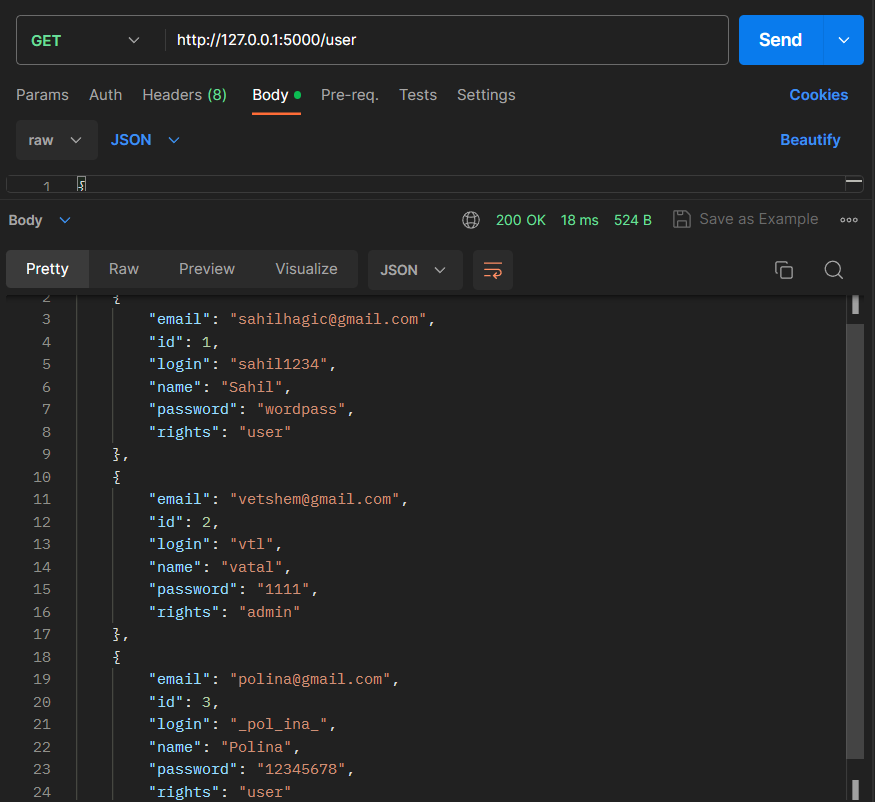 GET http://127.0.0.1:5000/user Send
Params Auth Headers (8) Body Pre-req. Tests Settings Cookies
raw JSON Beautify
1 {
Body 200 OK 18 ms 524 B Save as Example
Pretty Raw Preview Visualize JSON
2 {
3 "email": "sahilhagic@gmail.com",
4 "id": 1,
5 "login": "sahil1234",
6 "name": "Sahil",
7 "password": "wordpass",
8 "rights": "user"
9 },
10 {
11 "email": "vetshem@gmail.com",
12 "id": 2,
13 "login": "vtl",
14 "name": "vatal",
15 "password": "1111",
16 "rights": "admin"
17 },
18 {
19 "email": "polina@gmail.com",
20 "id": 3,
21 "login": "_pol_ina_",
22 "name": "Polina",
23 "password": "12345678",
24 "rights": "user"